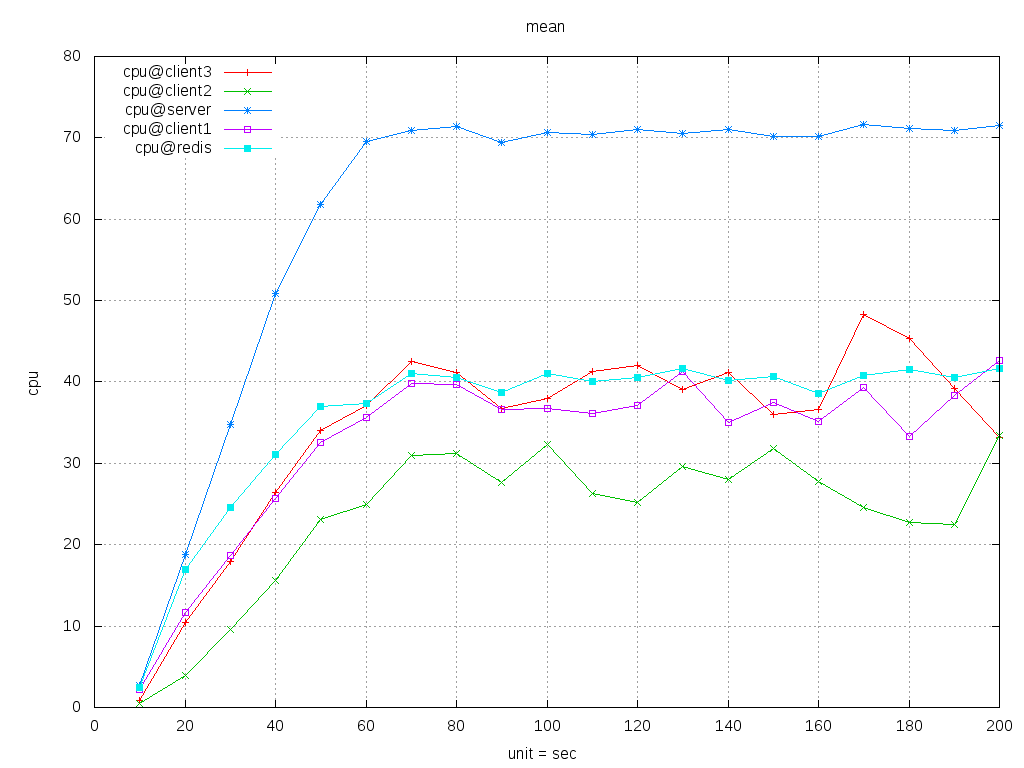 mean
80
70
60
50
40
30
20
10
0
cpu
cpu@client3
cpu@client2
cpu@server
cpu@client1
cpu@redis
0 20 40 60 80 100 120 140 160 180 200
unit = sec